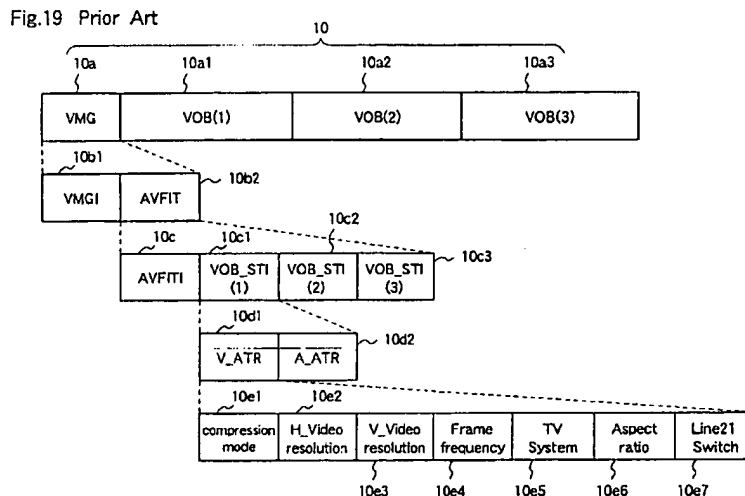 Fig.19 Prior Art
10
10a 10a1 10a2 10a3
VMG VOB(1) VOB(2) VOB(3)
10b1
10b2
VMGI AVFIT
10c2
10c 10c1 10c3
AVFITI VOB_STI (1) VOB_STI (2) VOB_STI (3)
10d1
10d2
V_ATR A_ATR
10e1 10e2
compression mode H_Video resolution V_Video resolution Frame frequency TV System Aspect ratio Line21 Switch
10e3 10e4 10e5 10e6 10e7